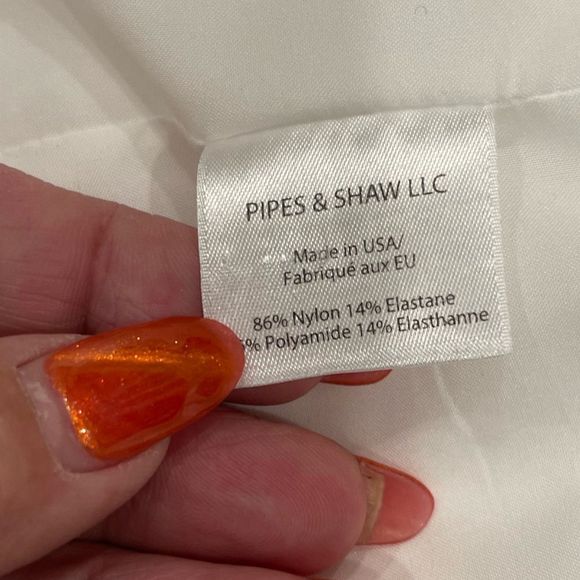 PIPES & SHAW LLC
Made in USA/
Fabriqué aux EU
86% Nylon 14% Elastane
% Polyamide 14% Elasthanne